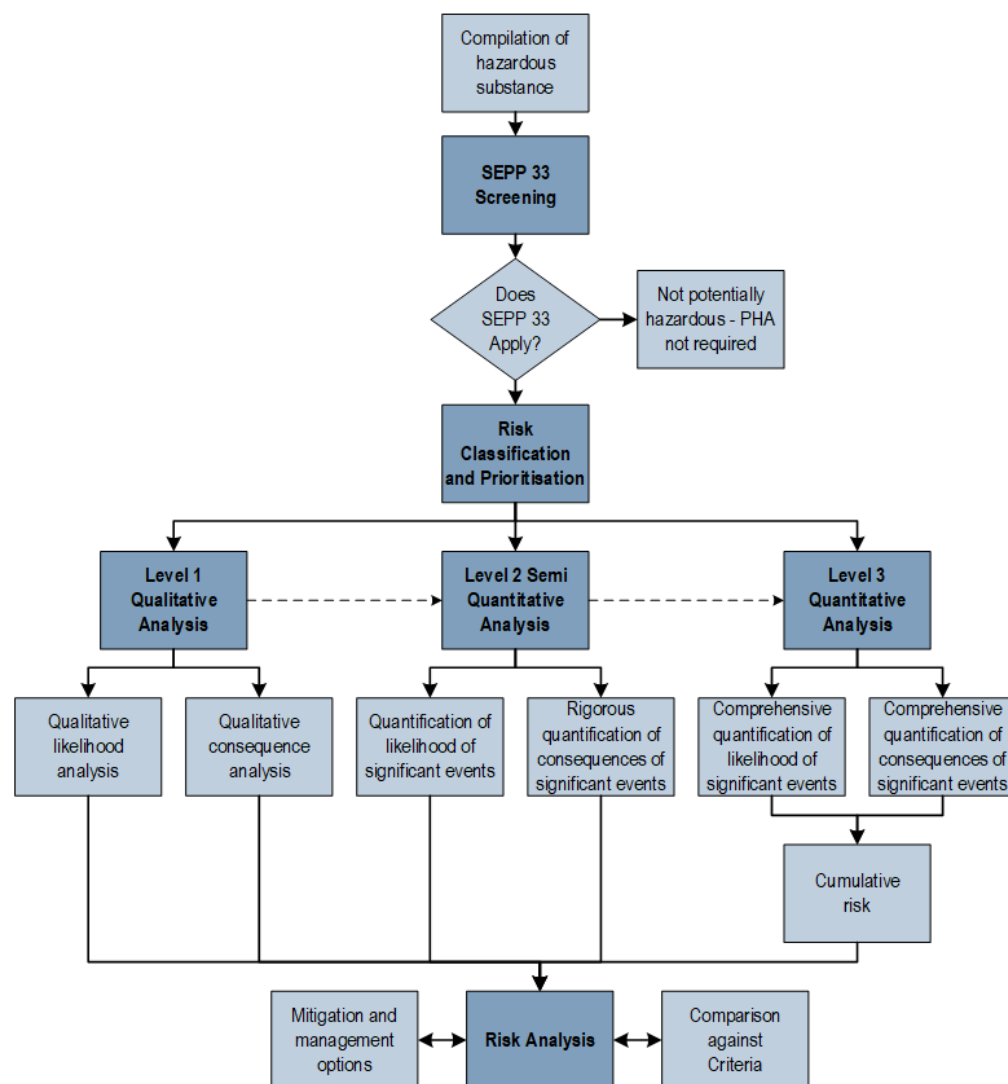 Compilation of
hazardous
substance
SEPP 33
Screening
Does
SEPP 33
Apply?
Not potentially
hazardous - PHA
not required
Risk
Classification
and Prioritisation
Level 1
Qualitative
Analysis
Level 2 Semi
Quantitative
Analysis
Level 3
Quantitative
Analysis
Qualitative
likelihood
analysis
Qualitative
consequence
analysis
Quantification of
likelihood of
significant events
Rigorous
quantification of
consequences of
significant events
Comprehensive
quantification of
likelihood of
significant events
Comprehensive
quantification of
consequences of
significant events
Cumulative
risk
Mitigation and
management
options
Risk Analysis
Comparison
against
Criteria